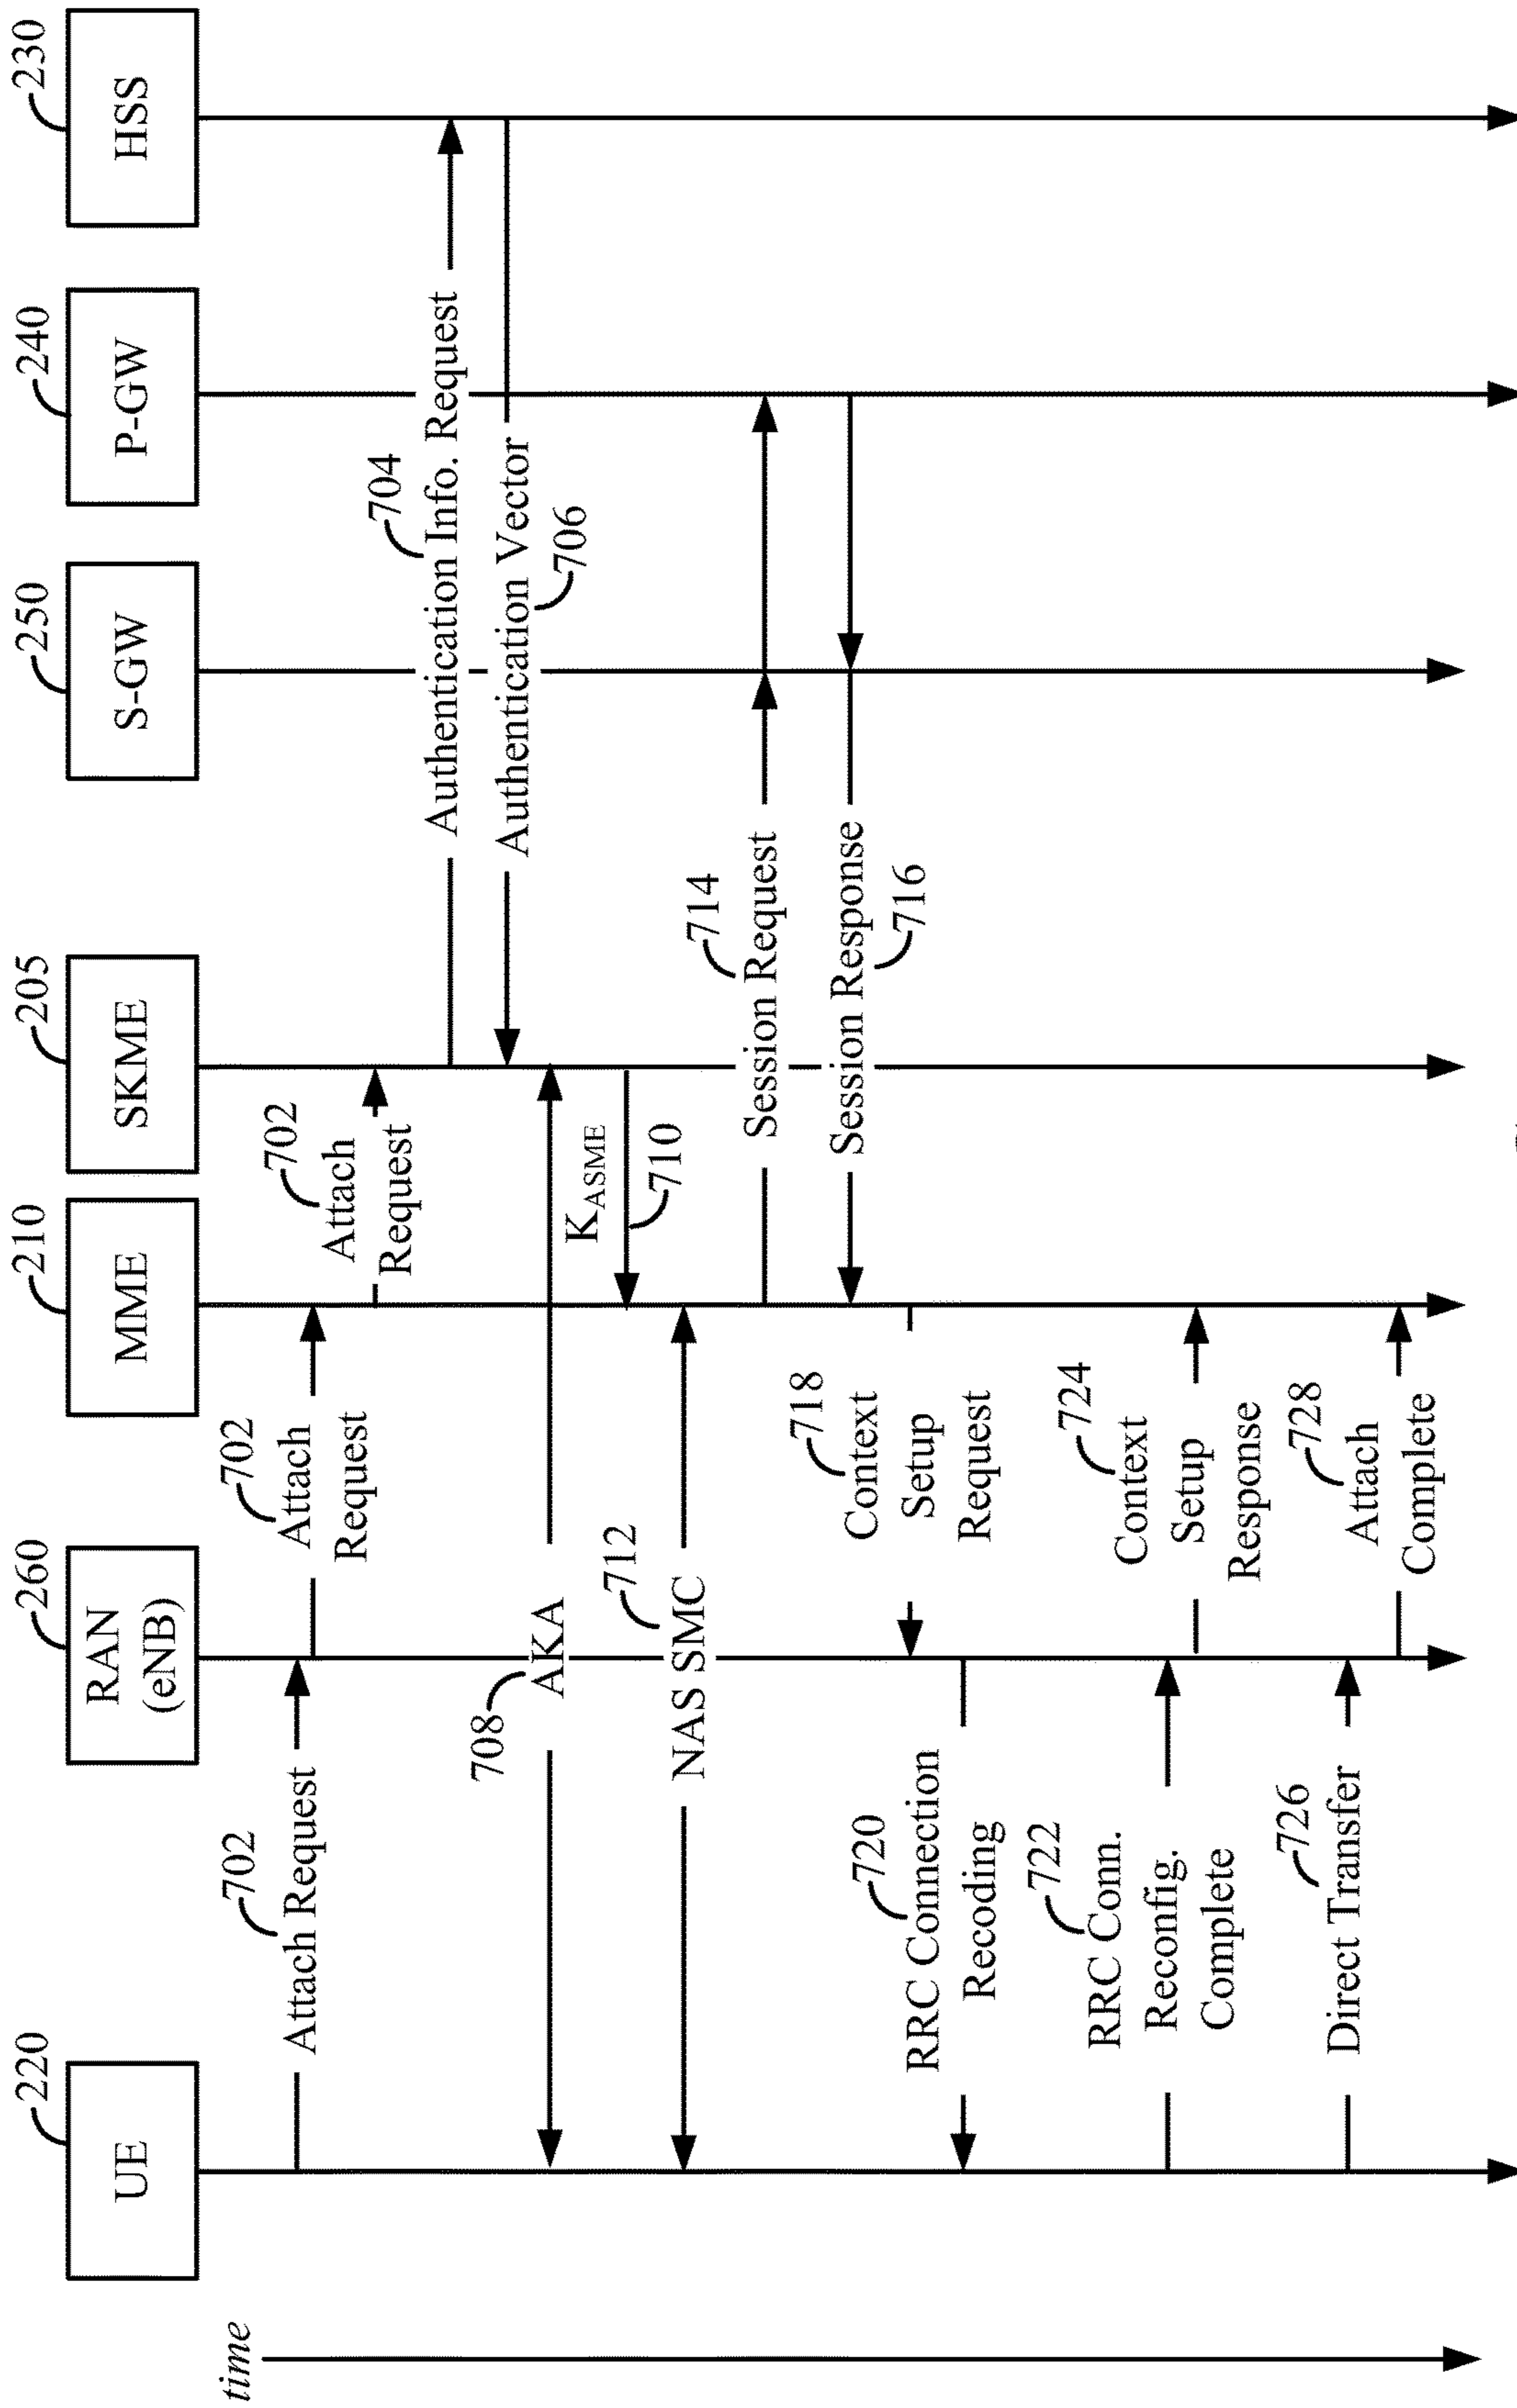 time
220
UE
260
RAN
(eNB)
210
MME
205
SKME
250
S-GW
240
P-GW
230
HSS
702
Attach Request
702
Attach
Request
702
Attach
Request
704
Authentication Info. Request
Authentication Vector
706
708
AKA
KASME
710
712
NAS SMC
714
Session Request
Session Response
716
718
Context
Setup
Request
720
RRC Connection
Recoding
722
RRC Conn.
Reconfig.
Complete
724
Context
Setup
Response
726
Direct Transfer
728
Attach
Complete